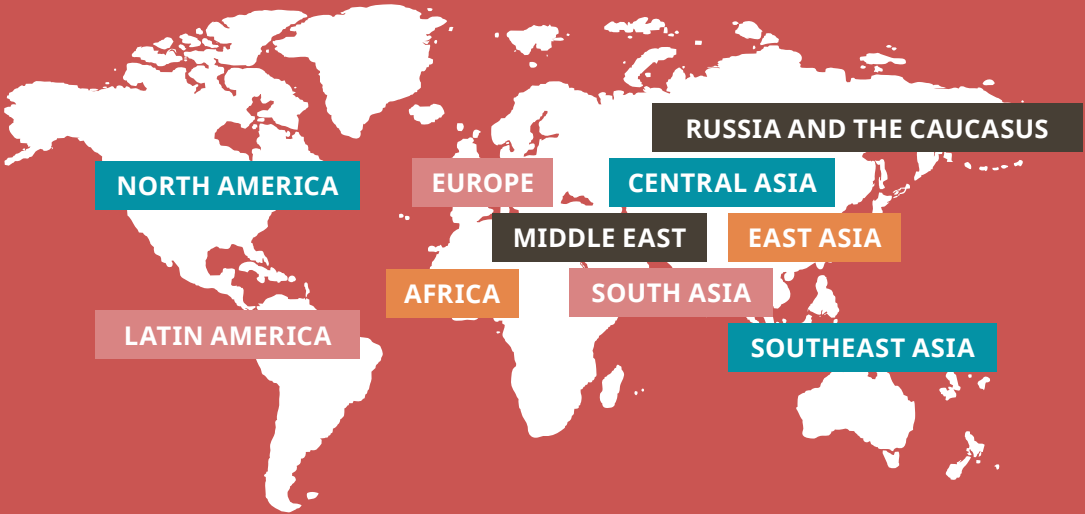 RUSSIA AND THE CAUCASUS
NORTH AMERICA
EUROPE
CENTRAL ASIA
MIDDLE EAST
EAST ASIA
AFRICA
SOUTH ASIA
LATIN AMERICA
SOUTHEAST ASIA